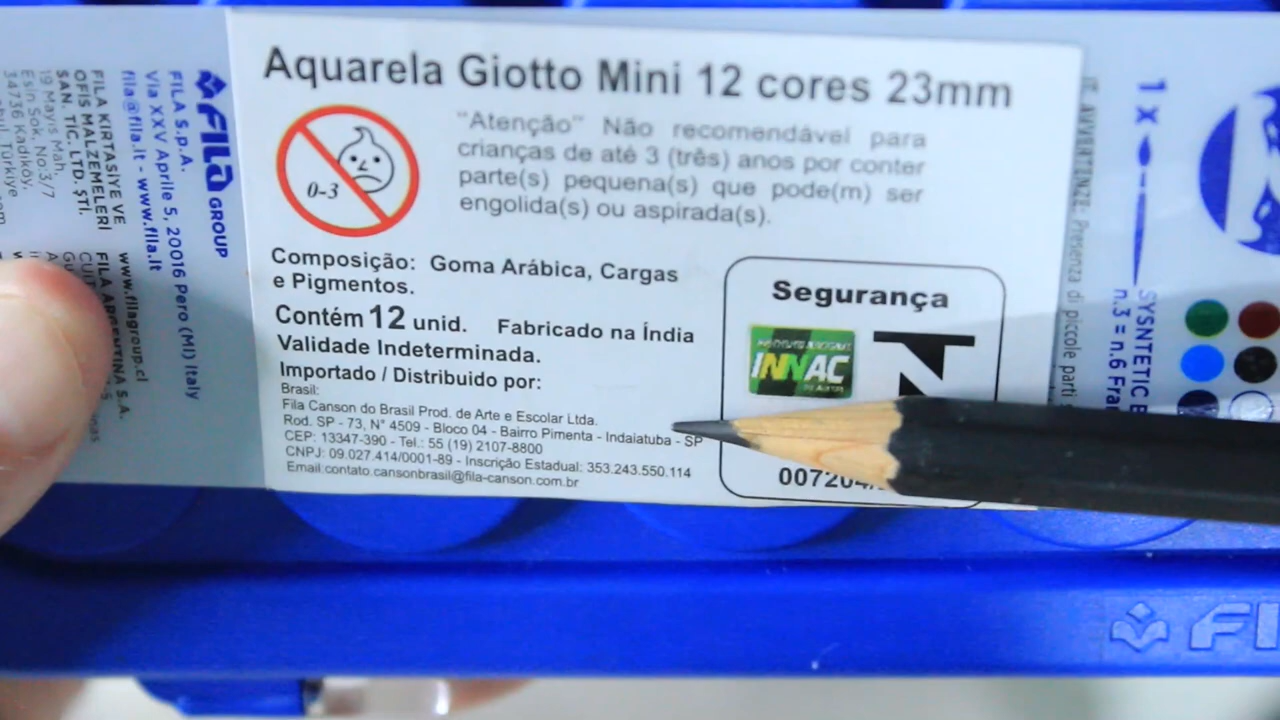 Aquarela Giotto Mini 12 cores 23mm
"Atenção" Não recomendável para
crianças de até 3 (três) anos por conter
parte(s) pequena(s) que pode(m) ser
engolida(s) ou aspirada(s).
0-3
Composição: Goma Arábica, Cargas
e Pigmentos.
Contém 12 unid. Fabricado na Índia
Validade Indeterminada.
Importado / Distribuido por:
Brasil:
Fila Canson do Brasil Prod. de Arte e Escolar Ltda.
Rod. SP - 73, N° 4509 - Bloco 04 - Bairro Pimenta - Indaiatuba - SP
CEP: 13347-390 - Tel.: 55 (19) 2107-8800
CNPJ: 09.027.414/0001-89 - Inscrição Estadual: 353.243.550.114
Email:contato.cansonbrasil@fila-canson.com.br
Segurança
INNAC
FILA GROUP
FILA S.p.A.
Via XXV Aprile 5, 20016 Pero (MI) Italy
fila@fila.it - www.fila.it
FILA KIRTASIYE VE
OFIS MALZEMELERI
SAN. TIC. LTD. ŞTİ.
19 Mayis Mah.
Esin Sok. No:3/7
34736 Kadiköy,
Türkiye
www.filagroup.cl
FILA ARGENTINA S.A.
IT. AVVERTENZE: Presenza di piccole parti
1 x
SYSNTETIC
n.3 = n.6